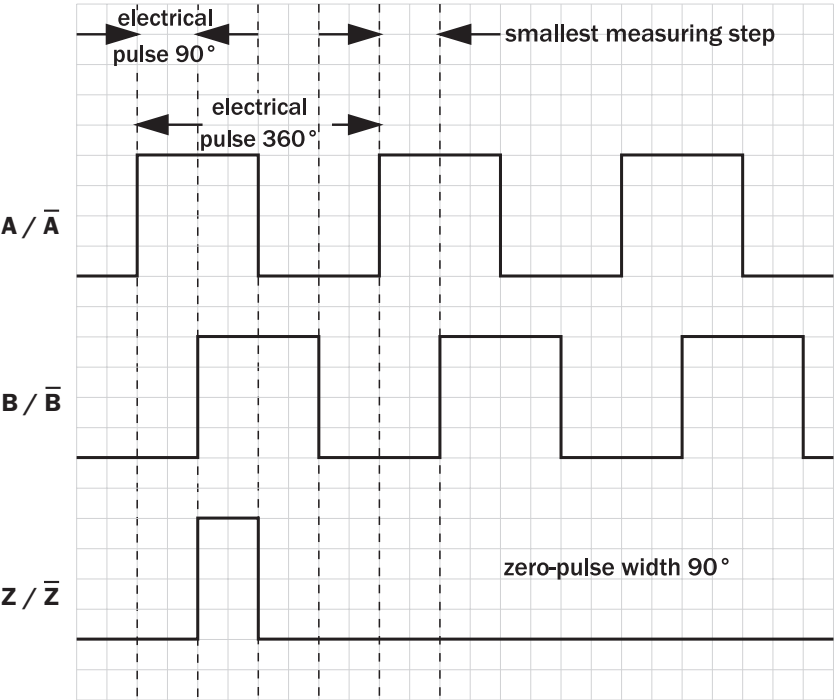 electrical
pulse 90°
smallest measuring step
electrical
pulse 360°
A / A̅
B / B̅
Z / Z̅
zero-pulse width 90°